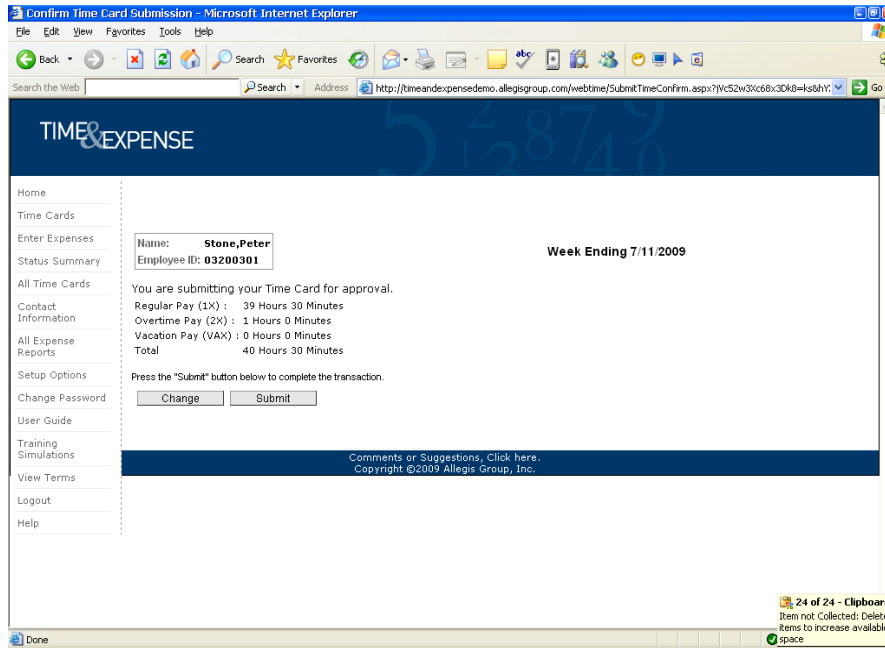 Confirm Time Card Submission - Microsoft Internet Explorer
File Edit View Favorites Tools Help
Back Search Favorites
Search the Web Search Address http://timeandexpensedemo.allegisgroup.com/webtime/SubmitTimeConfirm.aspx? Go
TIME&EXPENSE
Home
Time Cards
Enter Expenses
Status Summary
All Time Cards
Contact
Information
All Expense
Reports
Setup Options
Change Password
User Guide
Training
Simulations
View Terms
Logout
Help
Name: Stone,Peter
Employee ID: 03200301
Week Ending 7/11/2009
You are submitting your Time Card for approval.
Regular Pay (1X) : 39 Hours 30 Minutes
Overtime Pay (2X) : 1 Hours 0 Minutes
Vacation Pay (VAX) : 0 Hours 0 Minutes
Total 40 Hours 30 Minutes
Press the "Submit" button below to complete the transaction.
Change Submit
Comments or Suggestions, Click here.
Copyright ©2009 Allegis Group, Inc.
24 of 24 - Clipboar
Item not Collected: Delete
items to increase available
space
Done